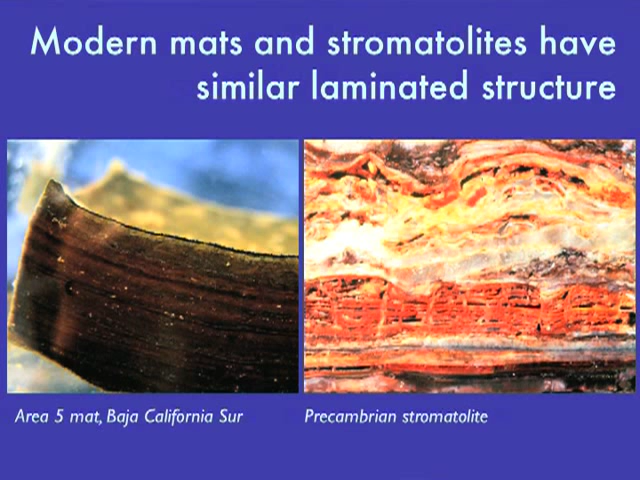 Modern mats and stromatolites have
similar laminated structure
Area 5 mat, Baja California Sur
Precambrian stromatolite